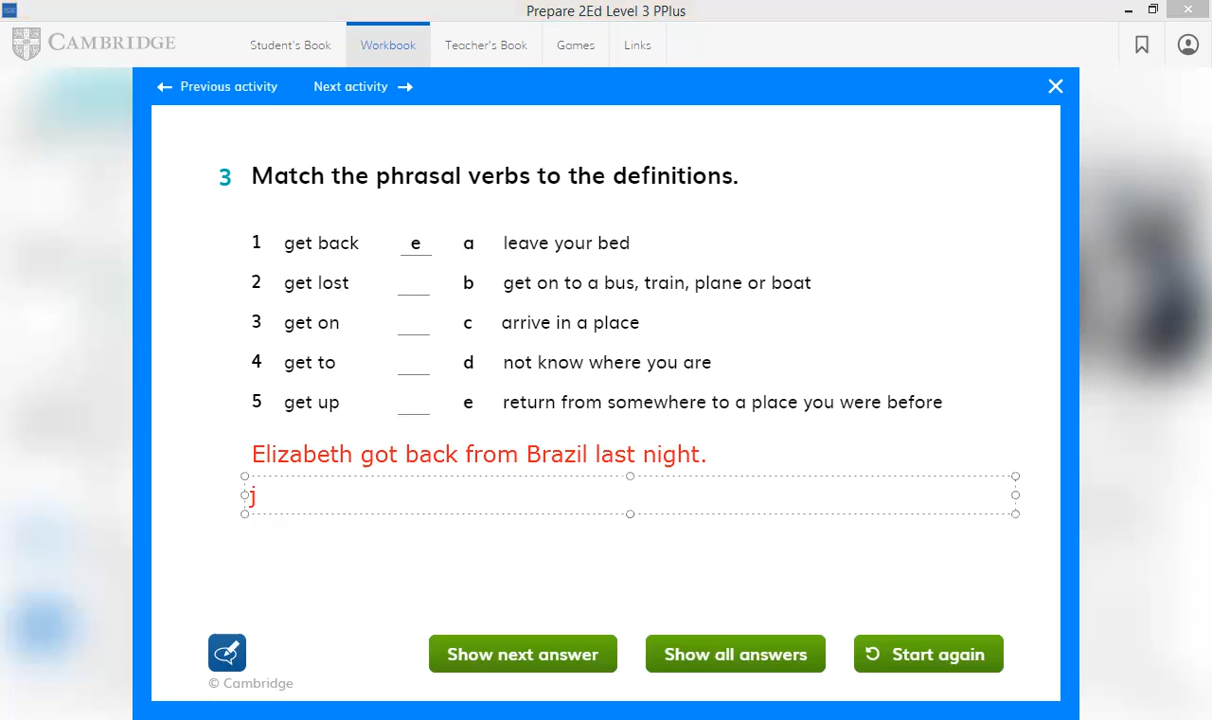 Prepare 2Ed Level 3 PPlus
CAMBRIDGE Student's Book Workbook Teacher's Book Games Links
Previous activity Next activity
3 Match the phrasal verbs to the definitions.
1 get back e a leave your bed
2 get lost b get on to a bus, train, plane or boat
3 get on c arrive in a place
4 get to d not know where you are
5 get up e return from somewhere to a place you were before
Elizabeth got back from Brazil last night.
j
Show next answer Show all answers Start again
© Cambridge